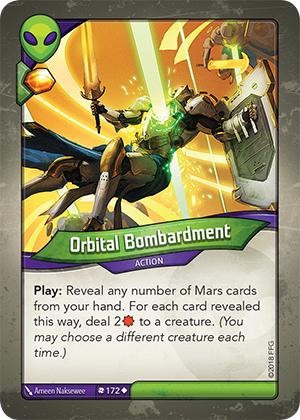 Orbital Bombardment
ACTION
Play: Reveal any number of Mars cards
from your hand. For each card revealed
this way, deal 2 to a creature. (You
may choose a different creature each
time.)
Ameen Naksewee
172
©2018 FFG